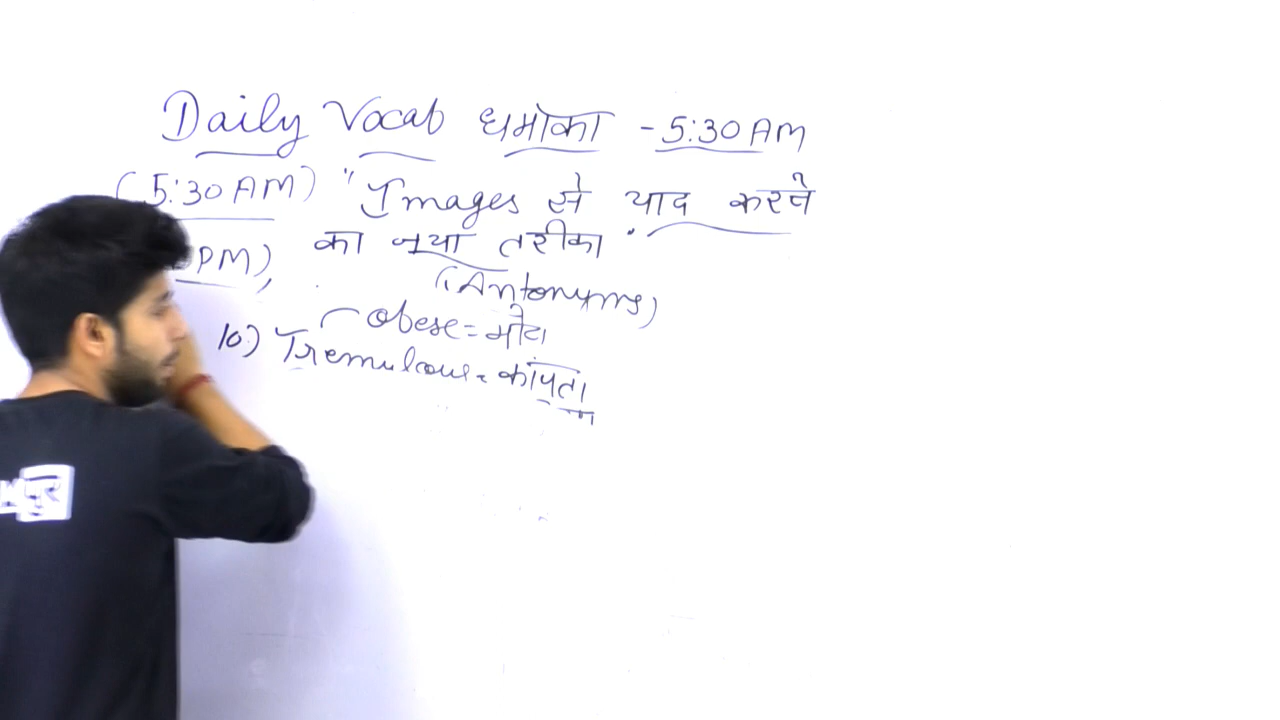 Daily Vocab धमाका - 5:30 AM
(5:30 AM) "Images से याद करने
PM), का नया तरीका
(Antonyms)
obese = मोटा
10.) Tremulous = कांपता
पुर